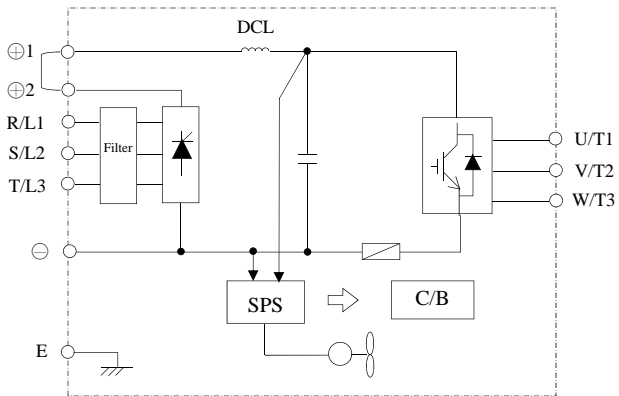 DCL
⊕1
⊕2
R/L1
S/L2
T/L3
Filter
U/T1
V/T2
W/T3
⊖
SPS
C/B
E